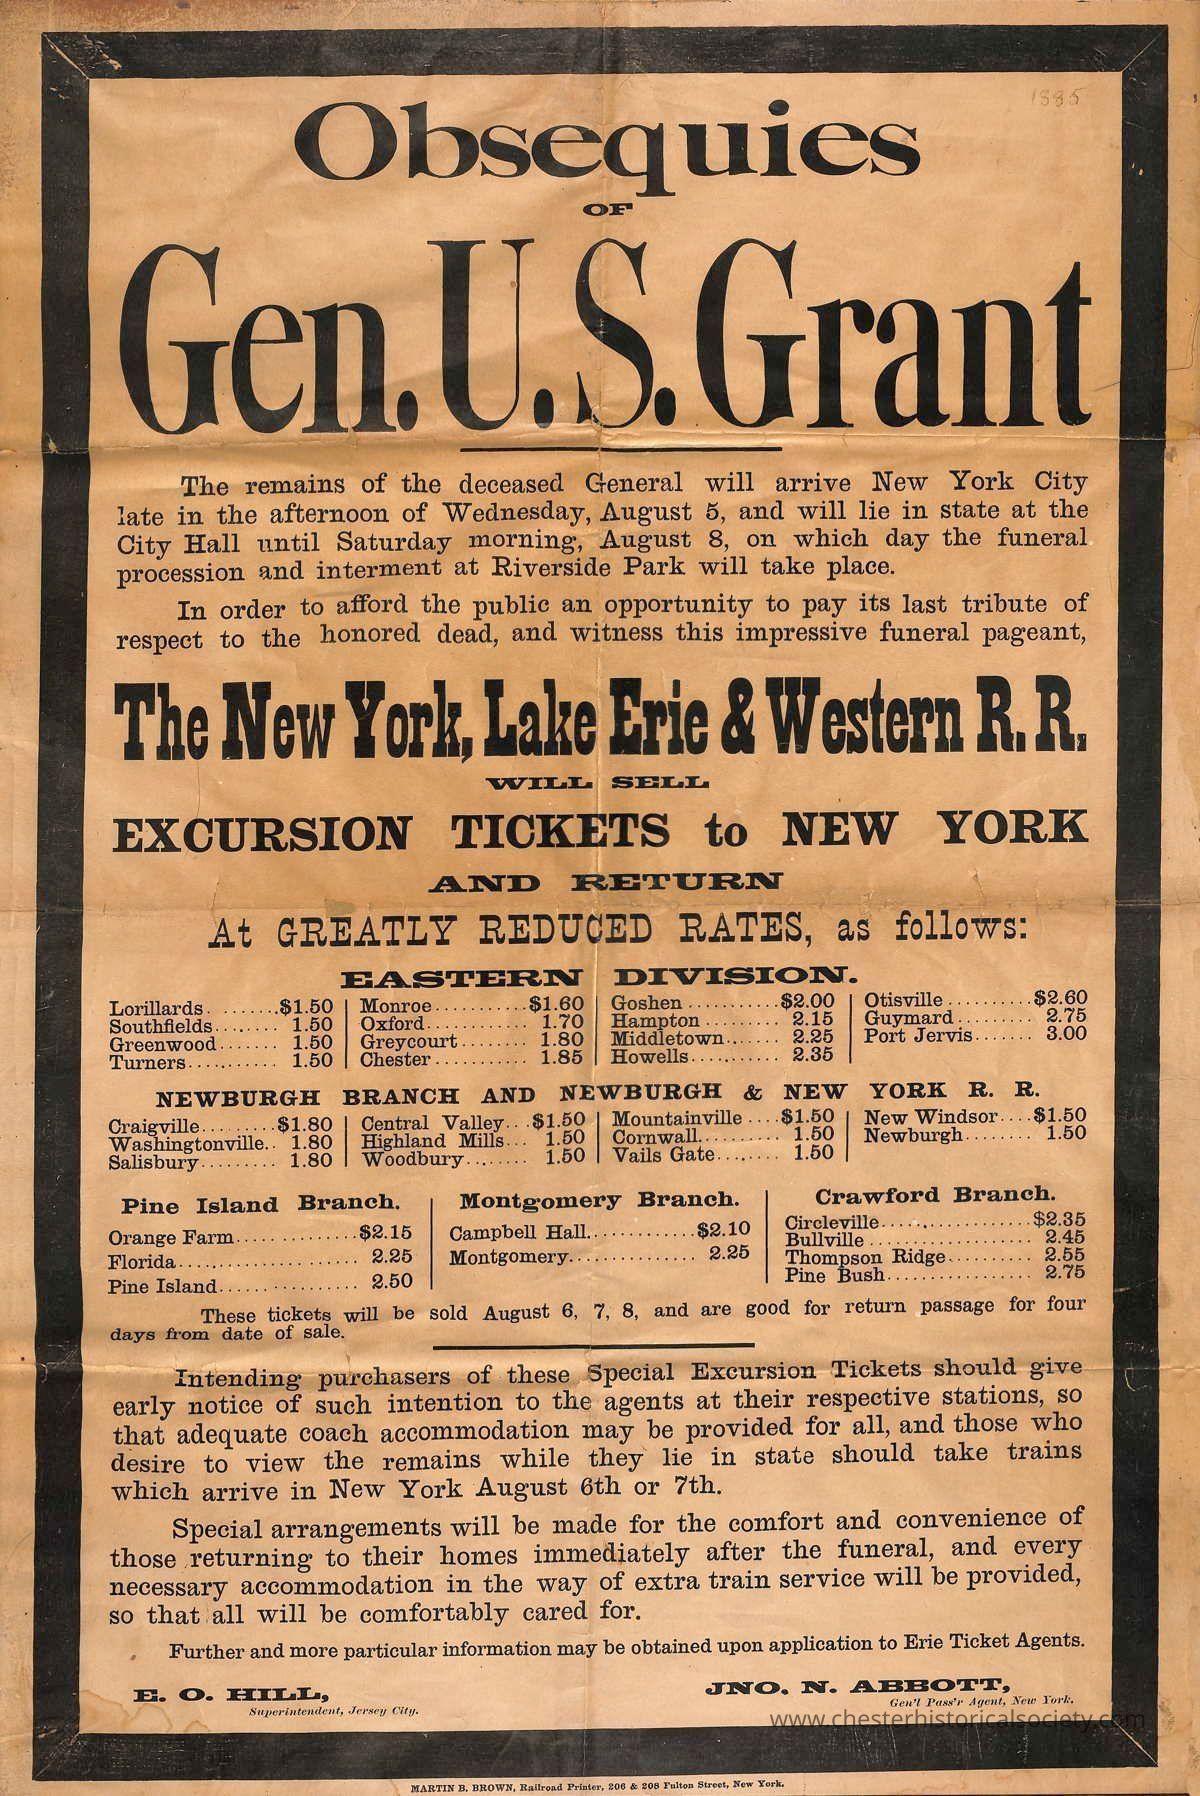 1885
Obsequies
OF
Gen. U. S. Grant
The remains of the deceased General will arrive New York City
late in the afternoon of Wednesday, August 5, and will lie in state at the
City Hall until Saturday morning, August 8, on which day the funeral
procession and interment at Riverside Park will take place.
In order to afford the public an opportunity to pay its last tribute of
respect to the honored dead, and witness this impressive funeral pageant,
The New York, Lake Erie & Western R. R.
WILL SELL
EXCURSION TICKETS to NEW YORK
AND RETURN
At GREATLY REDUCED RATES, as follows:
EASTERN DIVISION.
Lorillards........$1.50
Southfields........ 1.50
Greenwood....... 1.50
Turners........... 1.50
Monroe...........$1.60
Oxford............ 1.70
Greycourt........ 1.80
Chester........... 1.85
Goshen...........$2.00
Hampton......... 2.15
Middletown....... 2.25
Howells........... 2.35
Otisville..........$2.60
Guymard......... 2.75
Port Jervis....... 3.00
NEWBURGH BRANCH AND NEWBURGH & NEW YORK R. R.
Craigville.........$1.80
Washingtonville.. 1.80
Salisbury......... 1.80
Central Valley...$1.50
Highland Mills... 1.50
Woodbury........ 1.50
Mountainville....$1.50
Cornwall.......... 1.50
Vails Gate........ 1.50
New Windsor....$1.50
Newburgh........ 1.50
Pine Island Branch.
Orange Farm...............$2.15
Florida....................... 2.25
Pine Island.................. 2.50
Montgomery Branch.
Campbell Hall.............$2.10
Montgomery................ 2.25
Crawford Branch.
Circleville...................$2.35
Bullville..................... 2.45
Thompson Ridge........... 2.55
Pine Bush.................. 2.75
These tickets will be sold August 6, 7, 8, and are good for return passage for four
days from date of sale.
Intending purchasers of these Special Excursion Tickets should give
early notice of such intention to the agents at their respective stations, so
that adequate coach accommodation may be provided for all, and those who
desire to view the remains while they lie in state should take trains
which arrive in New York August 6th or 7th.
Special arrangements will be made for the comfort and convenience of
those returning to their homes immediately after the funeral, and every
necessary accommodation in the way of extra train service will be provided,
so that all will be comfortably cared for.
Further and more particular information may be obtained upon application to Erie Ticket Agents.
E. O. HILL,
Superintendent, Jersey City.
JNO. N. ABBOTT,
Gen'l Pass'r Agent, New York.
www.chesterhistoricalsociety.com
MARTIN B. BROWN, Railroad Printer, 206 & 208 Fulton Street, New York.